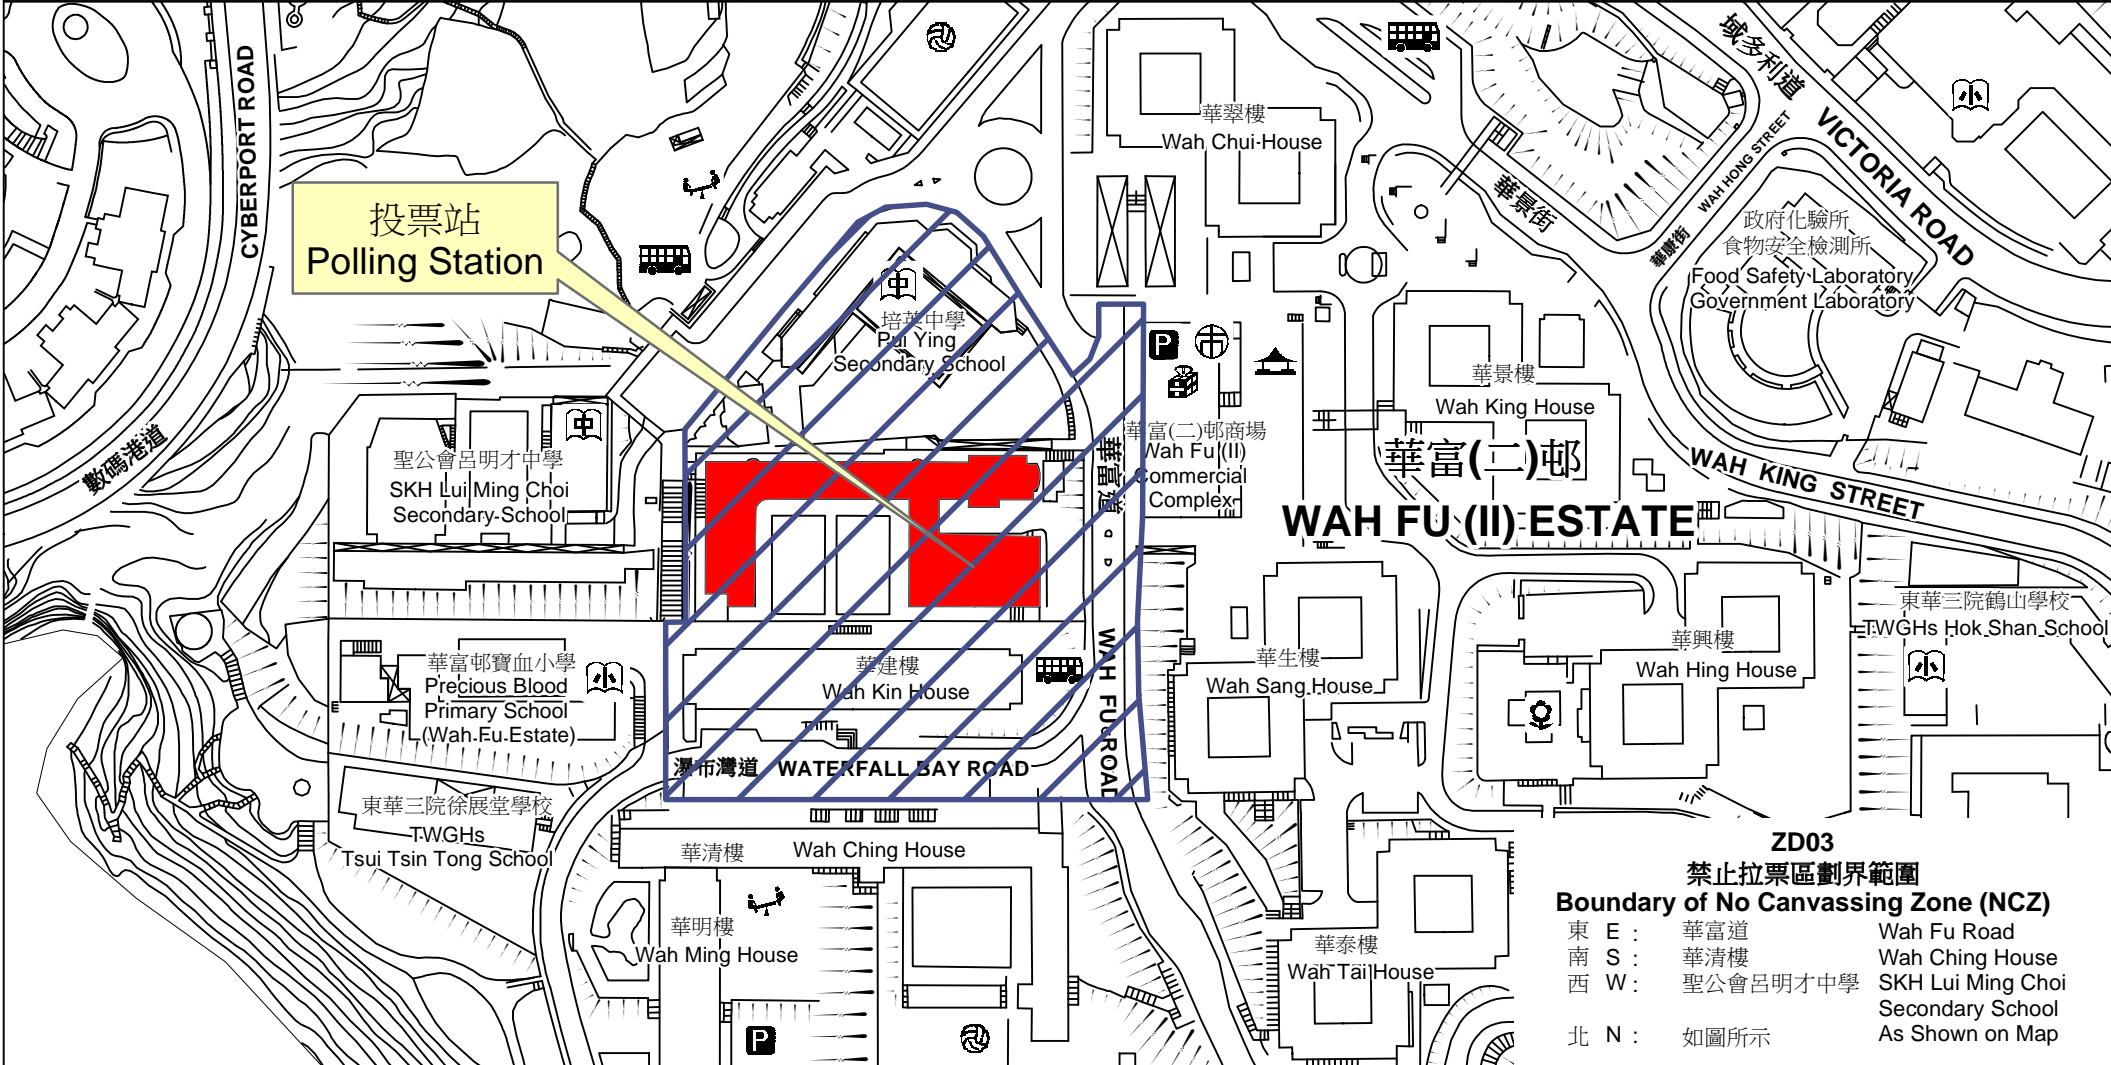 CYBERPORT ROAD
數碼港道
投票站
Polling Station
中
培英中學
Pui Ying
Secondary School
華翠樓
Wah Chui House
域多利道
VICTORIA ROAD
小
華景街
WAH HONG STREET
華康街
政府化驗所
食物安全檢測所
Food Safety Laboratory
Government Laboratory
P
市
華景樓
Wah King House
華富(二)邨商場
Wah Fu (II)
Commercial
Complex
華富道
華富(二)邨
WAH FU (II) ESTATE
WAH KING STREET
中
聖公會呂明才中學
SKH Lui Ming Choi
Secondary School
華富邨寶血小學
Precious Blood
Primary School
(Wah Fu Estate)
小
華建樓
Wah Kin House
WAH FU ROAD
華生樓
Wah Sang House
華興樓
Wah Hing House
東華三院鶴山學校
TWGHs Hok Shan School
小
瀑布灣道
WATERFALL BAY ROAD
東華三院徐展堂學校
TWGHs
Tsui Tsin Tong School
華清樓
Wah Ching House
華明樓
Wah Ming House
P
華泰樓
Wah Tai House
ZD03
禁止拉票區劃界範圍
Boundary of No Canvassing Zone (NCZ)
東 E : 華富道 Wah Fu Road
南 S : 華清樓 Wah Ching House
西 W : 聖公會呂明才中學 SKH Lui Ming Choi
Secondary School
北 N : 如圖所示 As Shown on Map